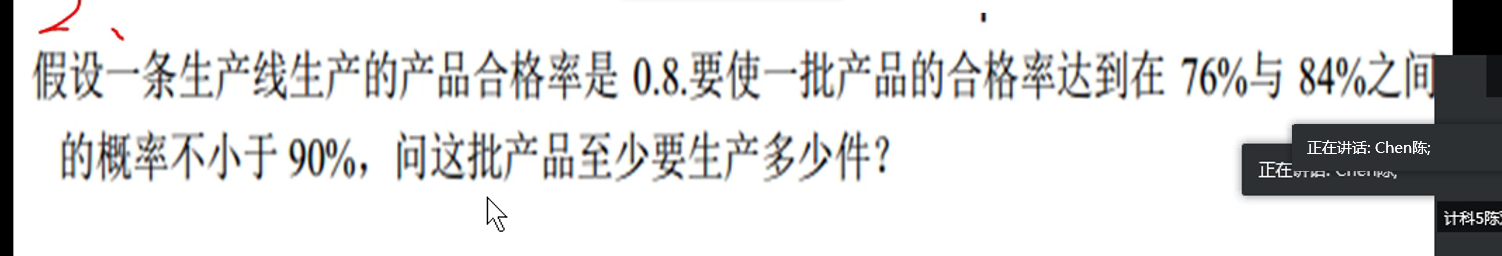 2、
假设一条生产线生产的产品合格率是 0.8.要使一批产品的合格率达到在 76%与 84%之间
的概率不小于 90%，问这批产品至少要生产多少件？
正在讲话: Chen陈;
正在讲话: Chen陈;
计科5陈